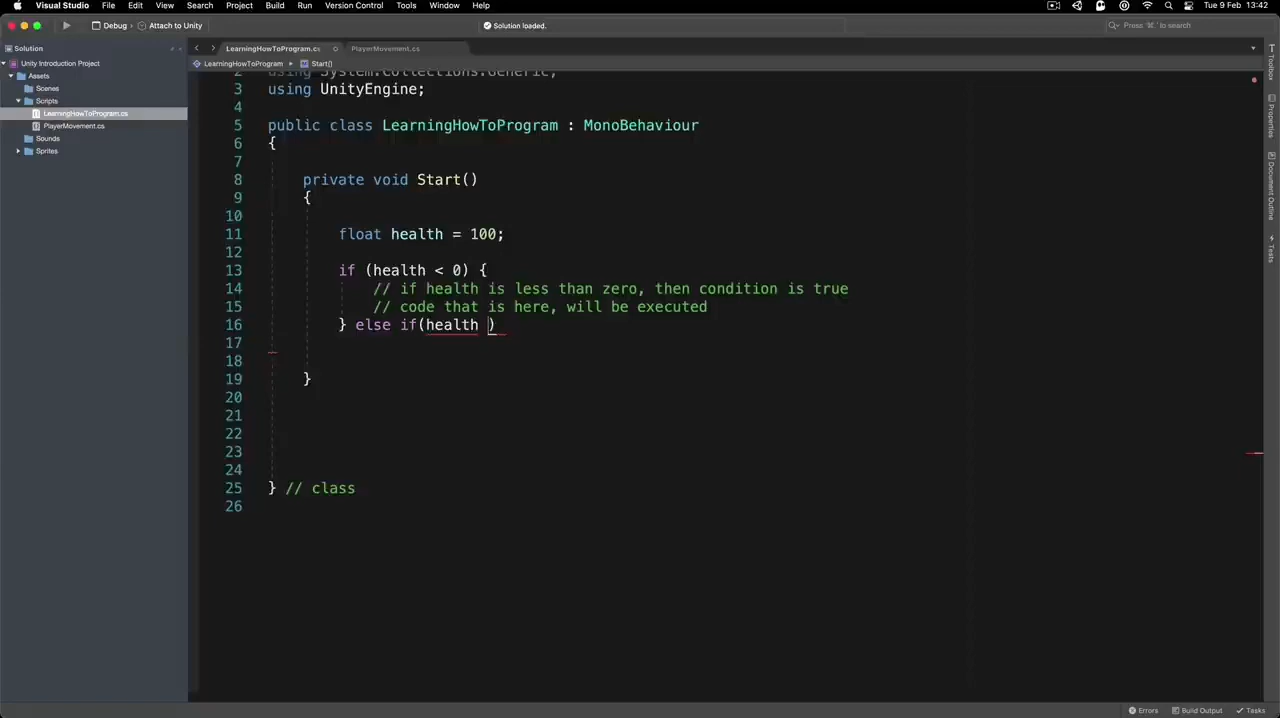 Visual Studio File Edit View Search Project Build Run Version Control Tools Window Help Tue 9 Feb 13:42
Debug Attach to Unity Solution loaded. Press '⌘.' to search
Solution
LearningHowToProgram.cs PlayerMovement.cs
LearningHowToProgram Start()
Unity Introduction Project
Assets
Scenes
Scripts
LearningHowToProgram.cs
PlayerMovement.cs
Sounds
Sprites
2 using System.Collections.Generic;
3 using UnityEngine;
4
5 public class LearningHowToProgram : MonoBehaviour
6 {
7
8 private void Start()
9 {
10
11 float health = 100;
12
13 if (health < 0) {
14 // if health is less than zero, then condition is true
15 // code that is here, will be executed
16 } else if(health )
17
18
19 }
20
21
22
23
24
25 } // class
26
Toolbox
Properties
Document Outline
Tests
Errors Build Output Tasks